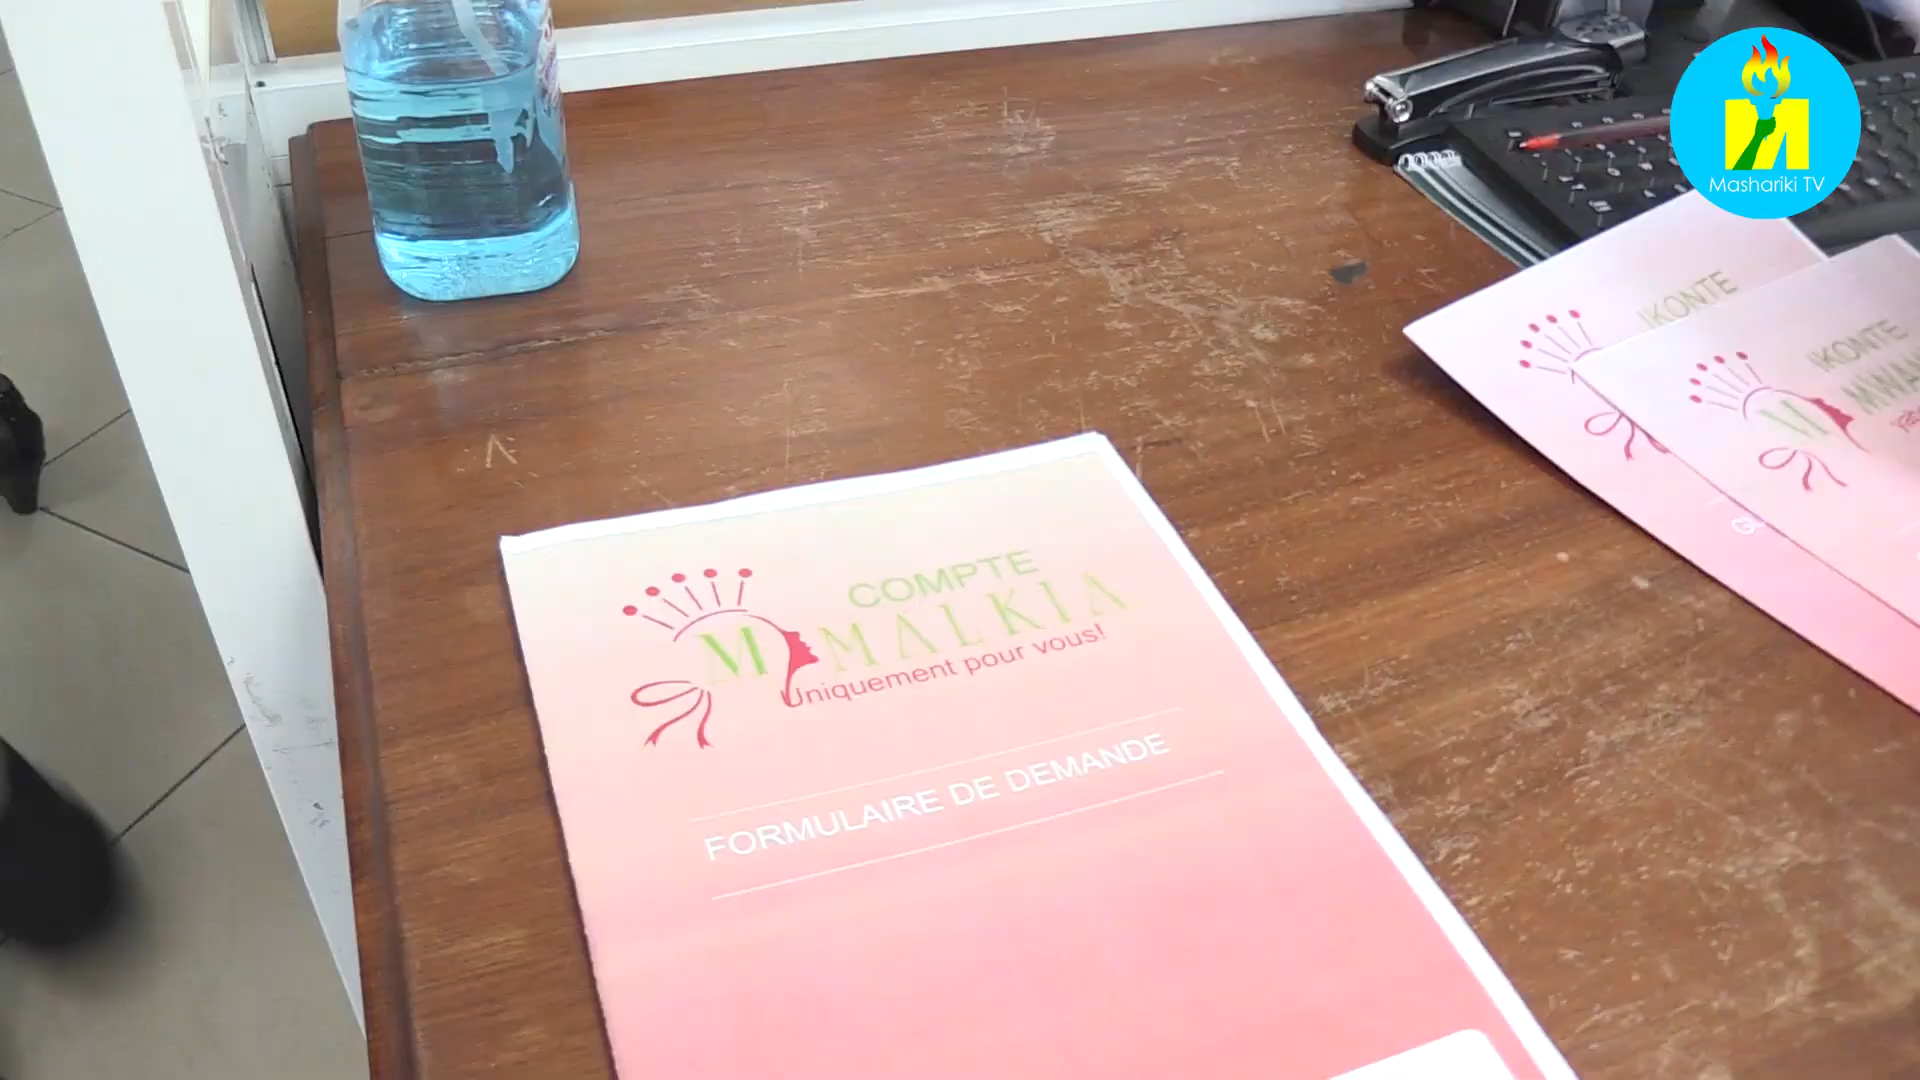 Mashariki TV
IKONTE
IKONTE
COMPTE
M MALKIA
Uniquement pour vous!
FORMULAIRE DE DEMANDE